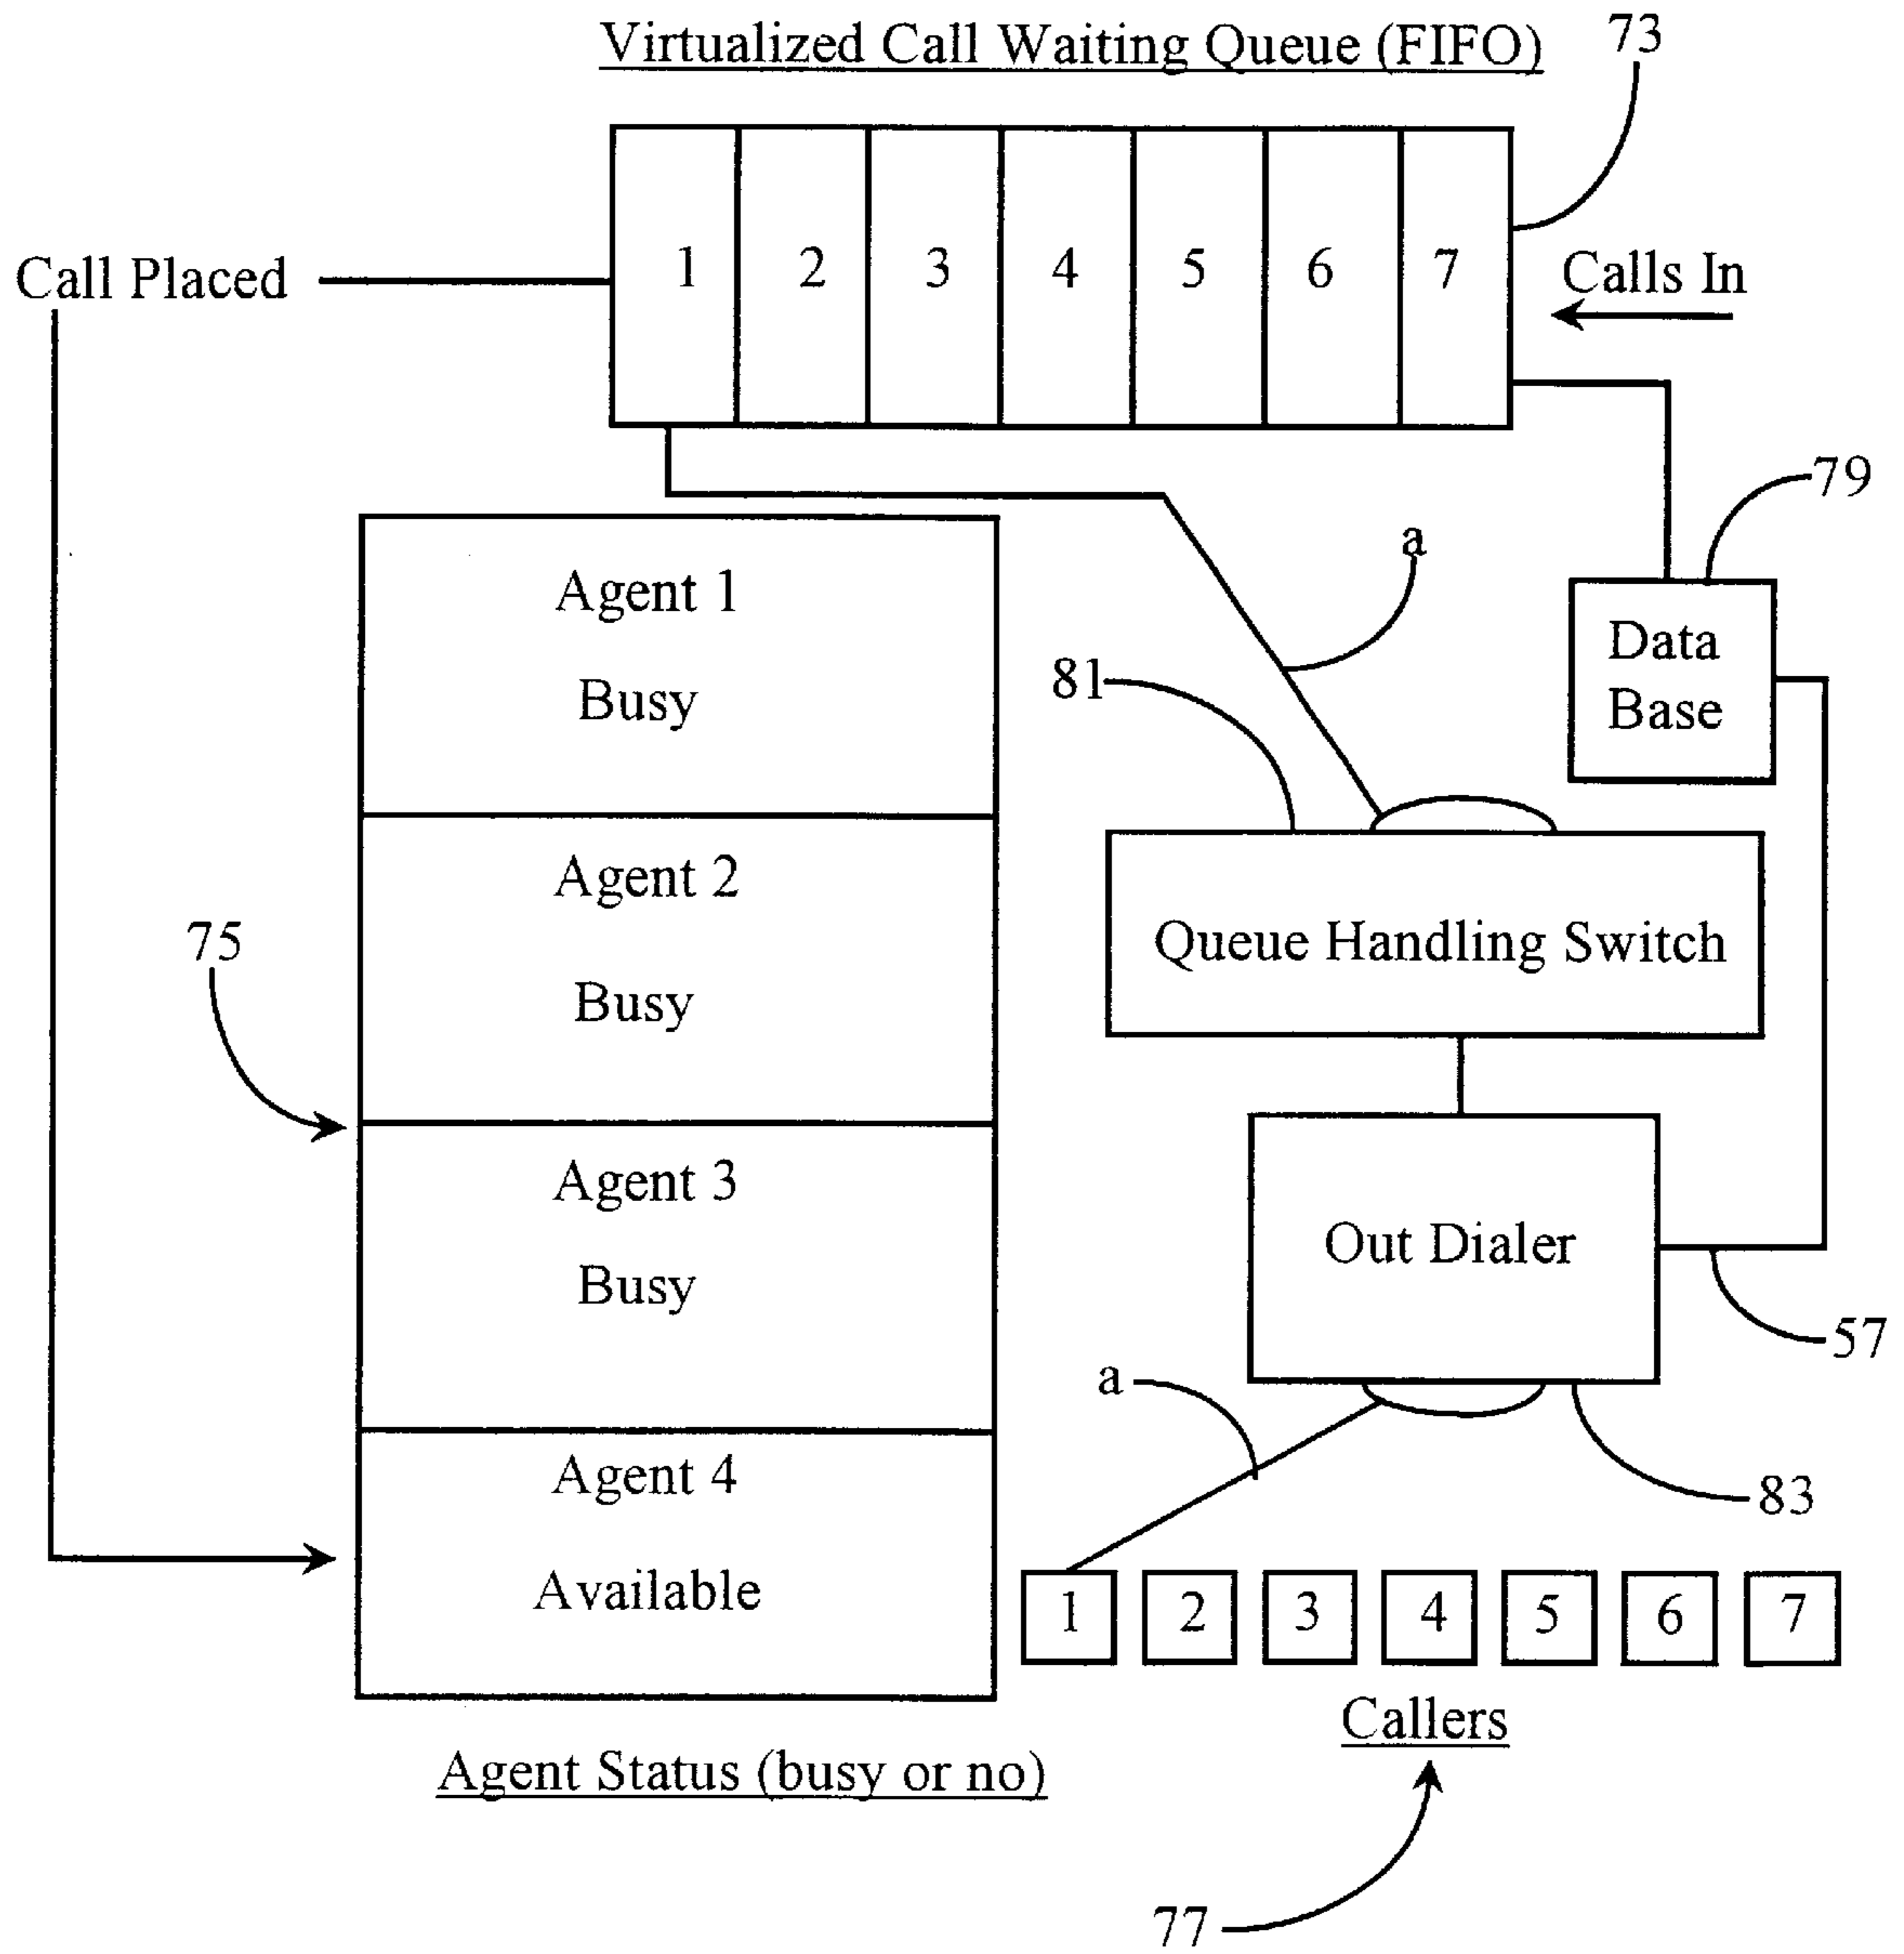 Virtualized Call Waiting Queue (FIFO)
73
1 2 3 4 5 6 7
Call Placed
Calls In
79
a
Agent 1
Busy
81
Data
Base
Agent 2
Busy
75
Queue Handling Switch
Agent 3
Busy
Out Dialer
57
a
Agent 4
Available
83
1 2 3 4 5 6 7
Callers
Agent Status (busy or no)
77